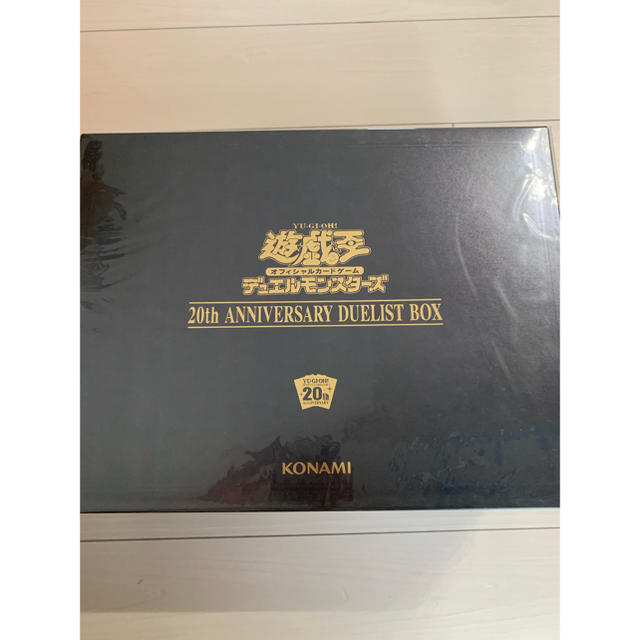 YU-GI-OH!
遊戯王
オフィシャルカードゲーム
デュエルモンスターズ
20th ANNIVERSARY DUELIST BOX
YU-GI-OH!
20th
ANNIVERSARY
KONAMI